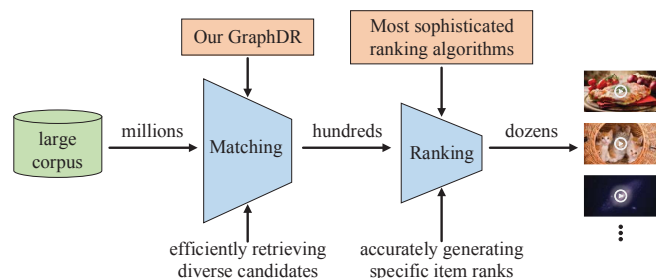 Our GraphDR
Most sophisticated
ranking algorithms
large
corpus
millions
Matching
hundreds
Ranking
dozens
efficiently retrieving
diverse candidates
accurately generating
specific item ranks